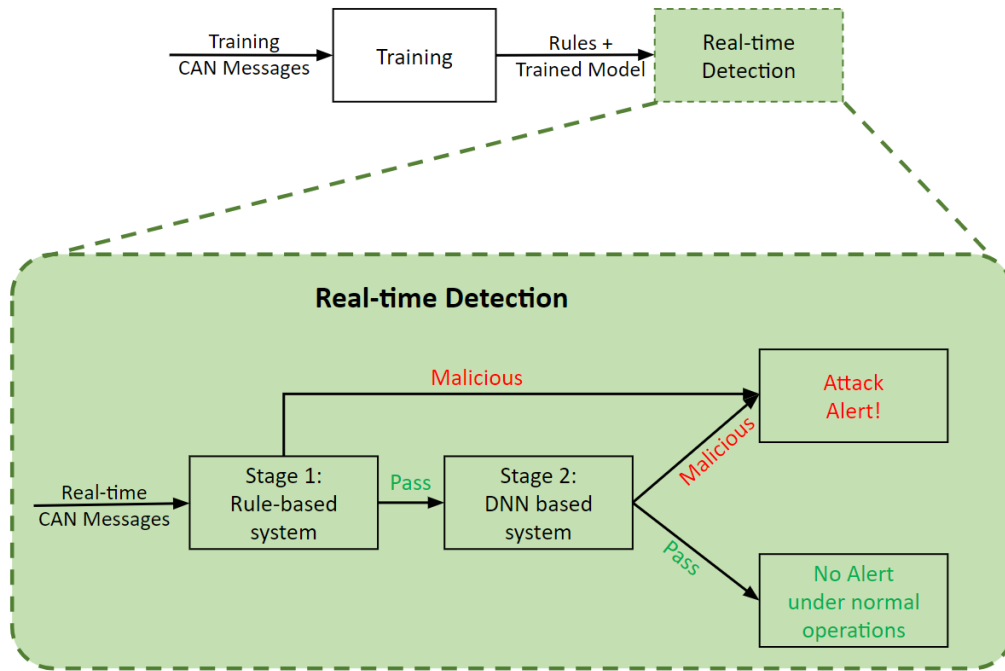 Training
CAN Messages
Training
Rules +
Trained Model
Real-time
Detection
Real-time Detection
Malicious
Attack
Alert!
Real-time
CAN Messages
Stage 1:
Rule-based
system
Pass
Stage 2:
DNN based
system
Malicious
Pass
No Alert
under normal
operations